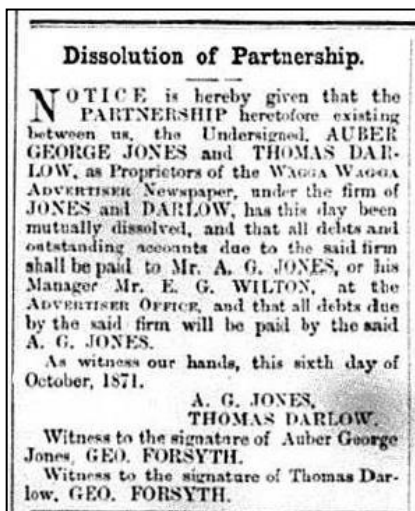 Dissolution of Partnership.
NOTICE is hereby given that the
PARTNERSHIP heretofore existing
between us, the Undersigned, AUBER
GEORGE JONES and THOMAS DAR-
LOW, as Proprietors of the WAGGA WAGGA
ADVERTISER Newspaper, under the firm of
JONES and DARLOW, has this day been
mutually dissolved, and that all debts and
outstanding accounts due to the said firm
shall be paid to Mr. A. G. JONES, or his
Manager Mr. E. G. WILTON, at the
ADVERTISER OFFICE, and that all debts due
by the said firm will be paid by the said
A. G. JONES.
As witness our hands, this sixth day of
October, 1871.
A. G. JONES,
THOMAS DARLOW.
Witness to the signature of Auber George
Jones, GEO. FORSYTH.
Witness to the signature of Thomas Dar-
low, GEO. FORSYTH.